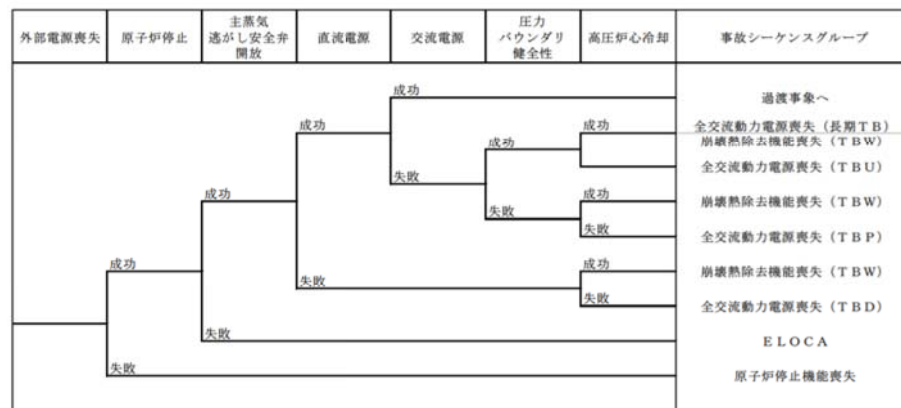 外部電源喪失
原子炉停止
主蒸気
逃がし安全弁
開放
直流電源
交流電源
圧力
バウンダリ
健全性
高圧炉心冷却
事故シーケンスグループ
成功
過渡事象へ
成功
成功
全交流動力電源喪失(長期TB)
崩壊熱除去機能喪失(TBW)
成功
全交流動力電源喪失(TBU)
失敗
成功
成功
崩壊熱除去機能喪失(TBW)
失敗
失敗
全交流動力電源喪失(TBP)
成功
成功
崩壊熱除去機能喪失(TBW)
失敗
失敗
全交流動力電源喪失(TBD)
失敗
ELOCA
失敗
原子炉停止機能喪失